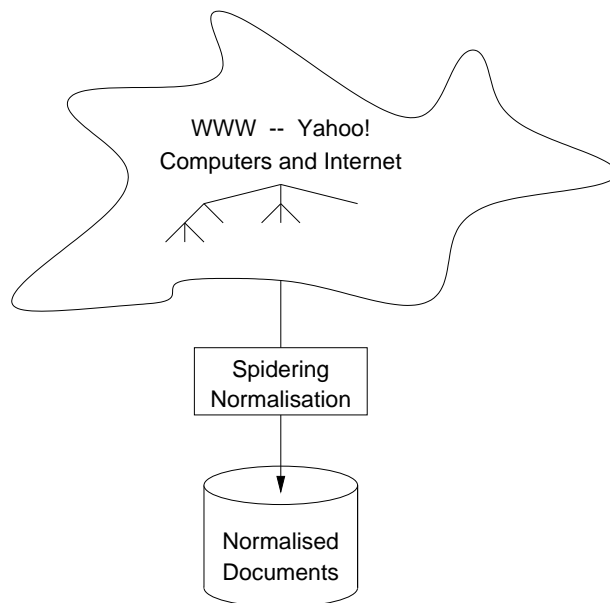 WWW -- Yahoo!
Computers and Internet
Spidering
Normalisation
Normalised
Documents